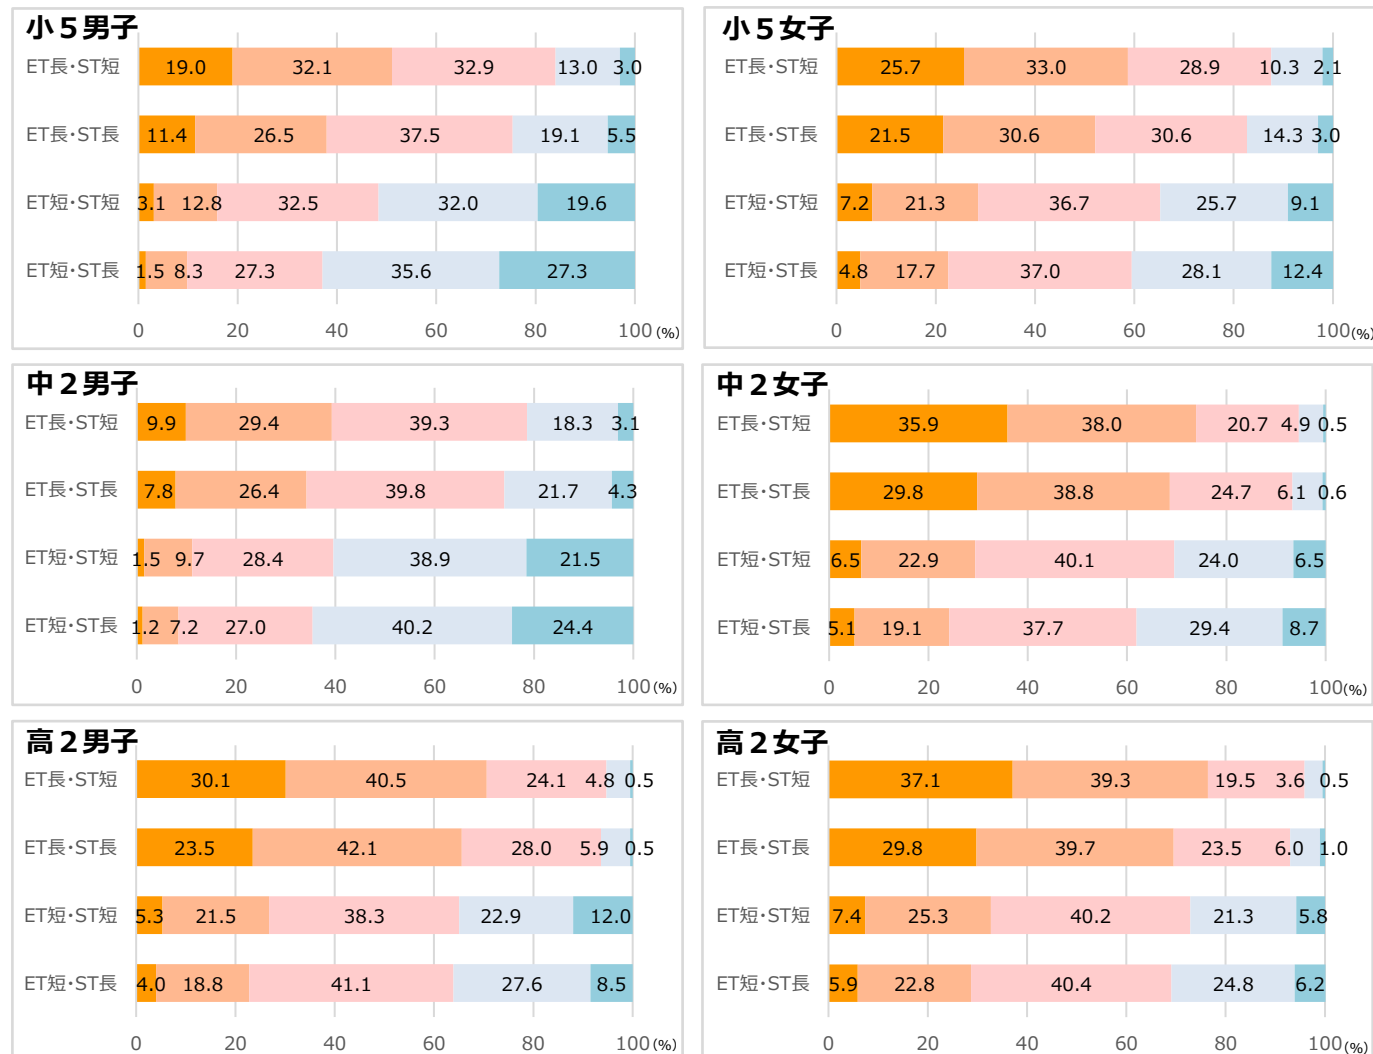 小５男子
ET長・ST短 19.0 32.1 32.9 13.0 3.0
ET長・ST長 11.4 26.5 37.5 19.1 5.5
ET短・ST短 3.1 12.8 32.5 32.0 19.6
ET短・ST長 1.5 8.3 27.3 35.6 27.3
0 20 40 60 80 100(%)
小５女子
ET長・ST短 25.7 33.0 28.9 10.3 2.1
ET長・ST長 21.5 30.6 30.6 14.3 3.0
ET短・ST短 7.2 21.3 36.7 25.7 9.1
ET短・ST長 4.8 17.7 37.0 28.1 12.4
0 20 40 60 80 100(%)
中２男子
ET長・ST短 9.9 29.4 39.3 18.3 3.1
ET長・ST長 7.8 26.4 39.8 21.7 4.3
ET短・ST短 1.5 9.7 28.4 38.9 21.5
ET短・ST長 1.2 7.2 27.0 40.2 24.4
0 20 40 60 80 100(%)
中２女子
ET長・ST短 35.9 38.0 20.7 4.9 0.5
ET長・ST長 29.8 38.8 24.7 6.1 0.6
ET短・ST短 6.5 22.9 40.1 24.0 6.5
ET短・ST長 5.1 19.1 37.7 29.4 8.7
0 20 40 60 80 100(%)
高２男子
ET長・ST短 30.1 40.5 24.1 4.8 0.5
ET長・ST長 23.5 42.1 28.0 5.9 0.5
ET短・ST短 5.3 21.5 38.3 22.9 12.0
ET短・ST長 4.0 18.8 41.1 27.6 8.5
0 20 40 60 80 100(%)
高２女子
ET長・ST短 37.1 39.3 19.5 3.6 0.5
ET長・ST長 29.8 39.7 23.5 6.0 1.0
ET短・ST短 7.4 25.3 40.2 21.3 5.8
ET短・ST長 5.9 22.8 40.4 24.8 6.2
0 20 40 60 80 100(%)